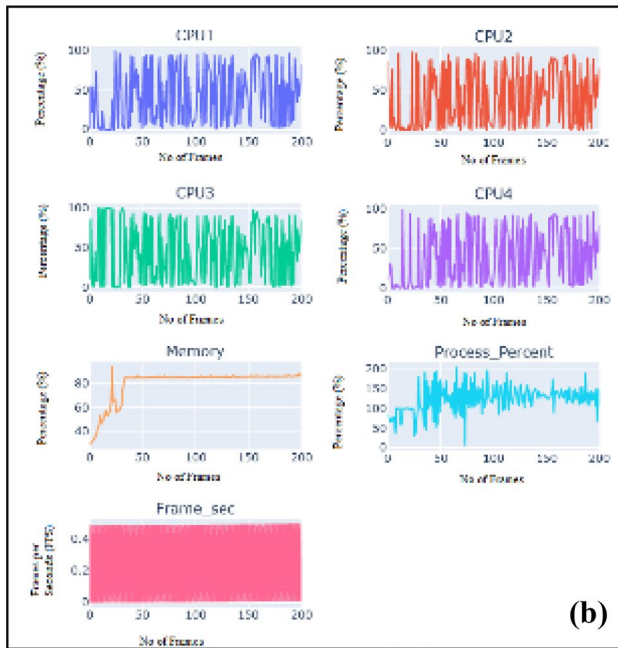 CPU1
Percentage (%)
100
50
0
0 50 100 150 200
No of Frames
CPU2
Percentage (%)
100
50
0
0 50 100 150 200
No of Frames
CPU3
Percentage (%)
100
50
0
0 50 100 150 200
No of Frames
CPU4
Percentage (%)
100
50
0
0 50 100 150 200
No of Frames
Memory
Percentage (%)
80
60
40
0 50 100 150 200
No of Frames
Process_Percent
Percentage (%)
200
150
100
50
0
0 50 100 150 200
No of Frames
Frame_sec
Frames per
Seconds (FPS)
0.4
0.2
0
0 50 100 150 200
No of Frames
(b)